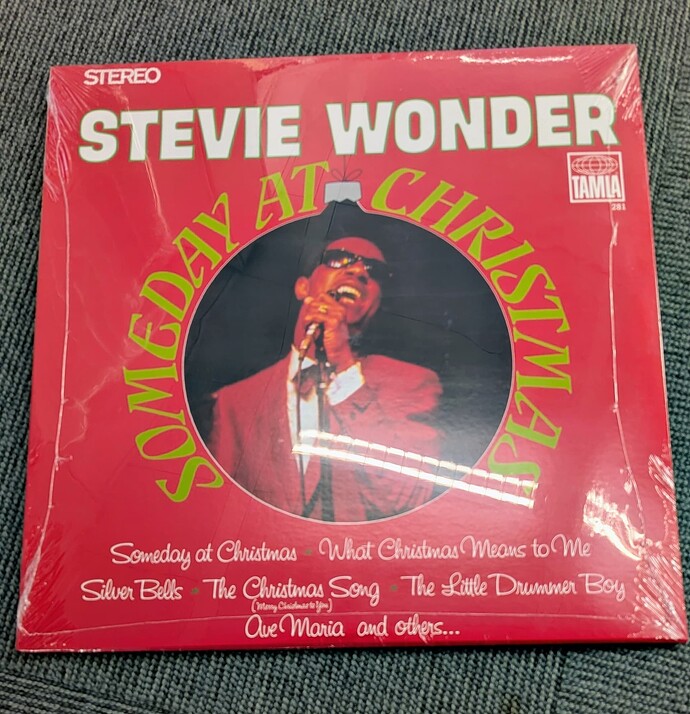 STEREO
STEVIE WONDER
SOMEDAY AT CHRISTMAS
TAMLA
281
Someday at Christmas • What Christmas Means to Me
Silver Bells • The Christmas Song • The Little Drummer Boy
(Merry Christmas to You)
Ave Maria and others...